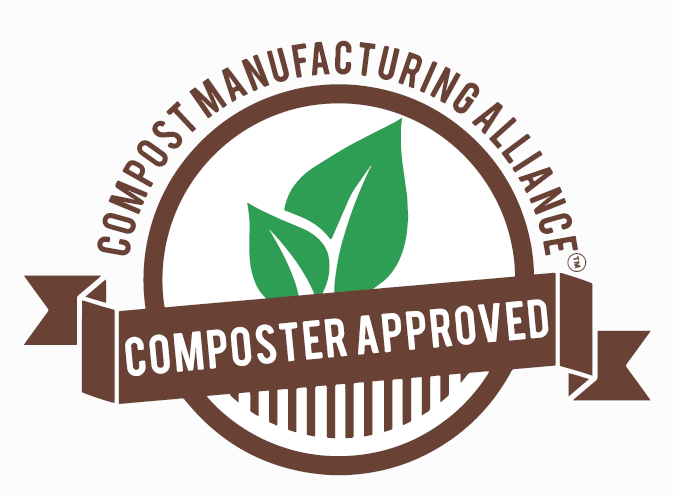 COMPOST MANUFACTURING ALLIANCE™
COMPOSTER APPROVED